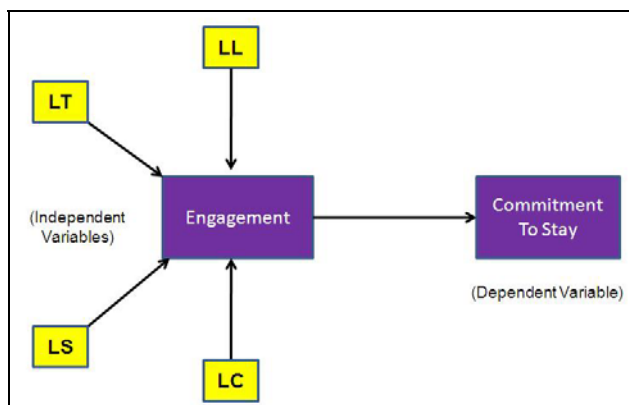 LL
LT
(Independent
Variables)
Engagement
Commitment
To Stay
(Dependent Variable)
LS
LC